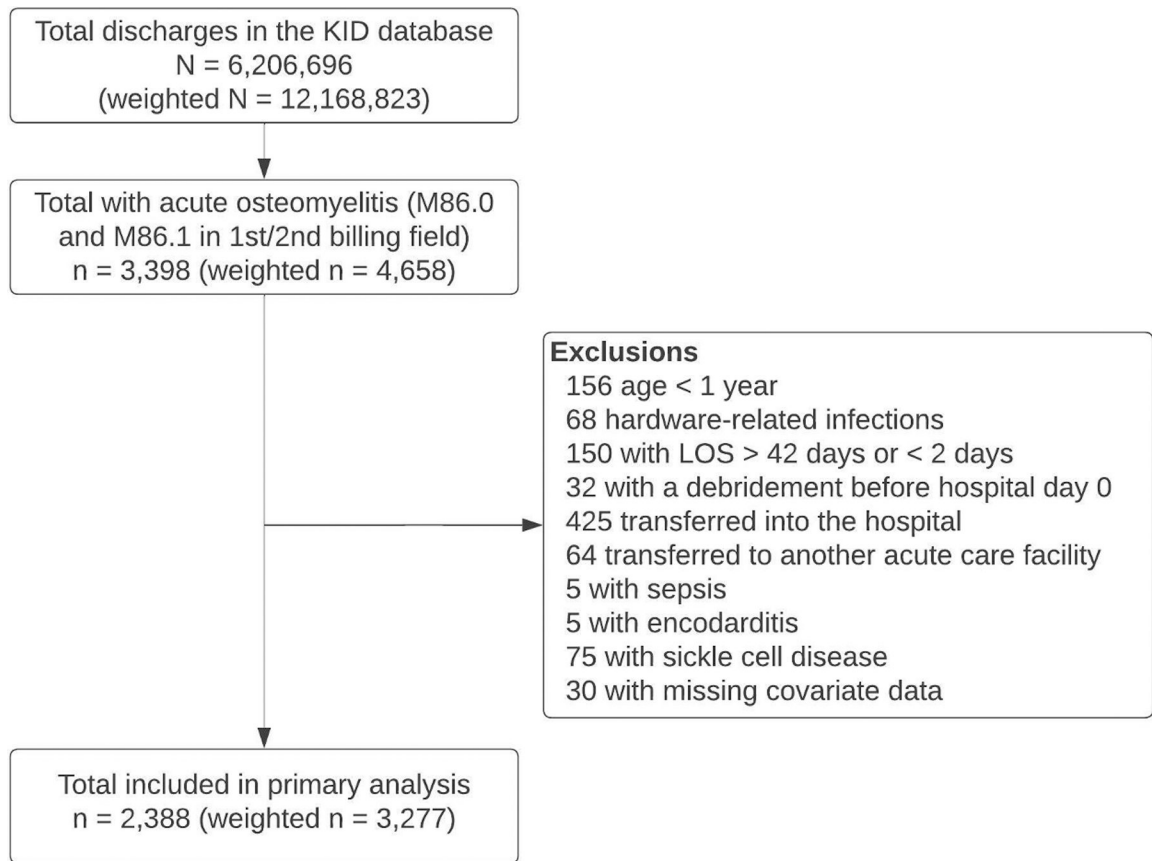 Total discharges in the KID database
N = 6,206,696
(weighted N = 12,168,823)
Total with acute osteomyelitis (M86.0
and M86.1 in 1st/2nd billing field)
n = 3,398 (weighted n = 4,658)
Exclusions
156 age < 1 year
68 hardware-related infections
150 with LOS > 42 days or < 2 days
32 with a debridement before hospital day 0
425 transferred into the hospital
64 transferred to another acute care facility
5 with sepsis
5 with encodarditis
75 with sickle cell disease
30 with missing covariate data
Total included in primary analysis
n = 2,388 (weighted n = 3,277)